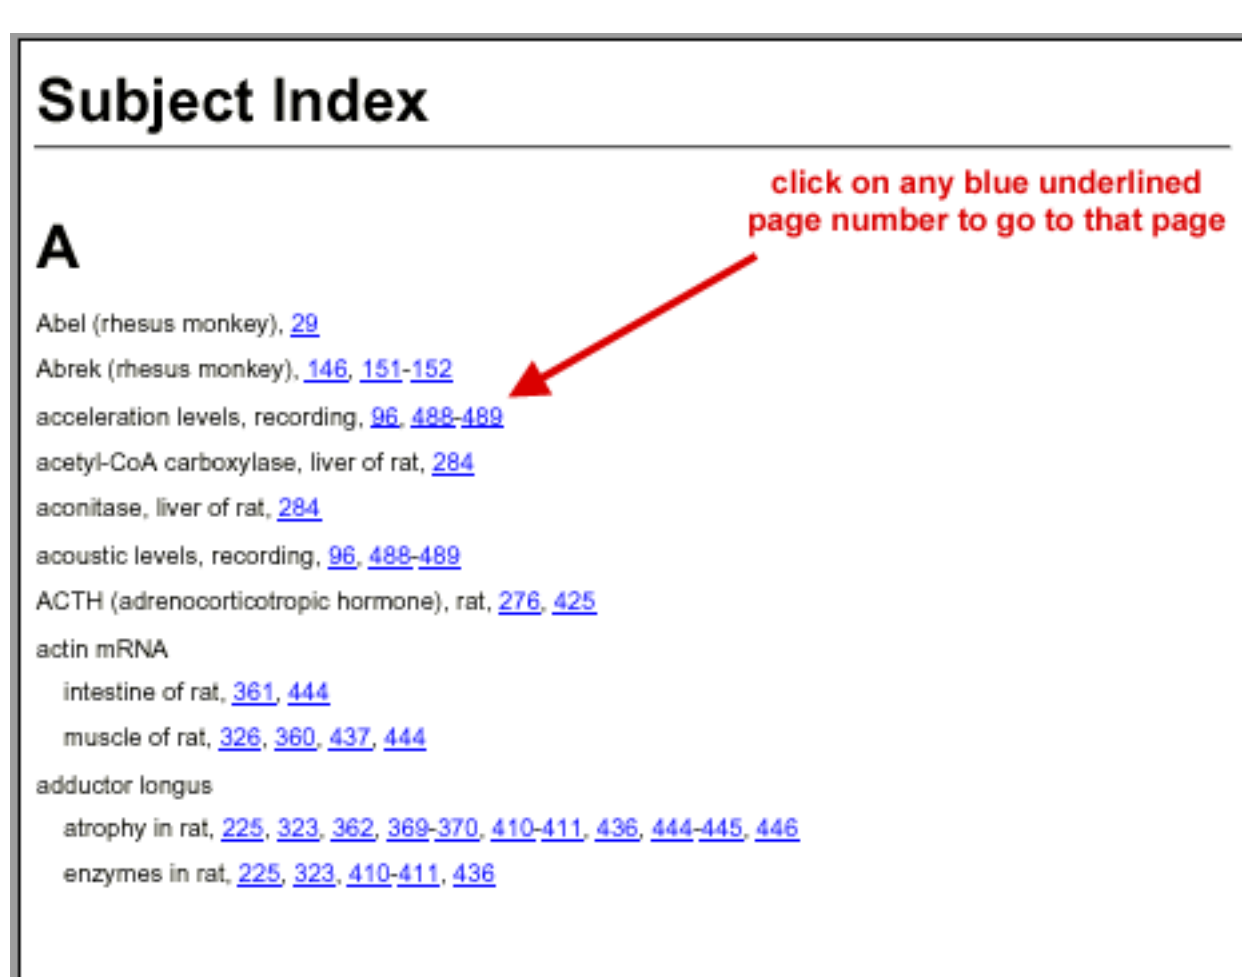 Subject Index
click on any blue underlined
page number to go to that page
A
Abel (rhesus monkey), 29
Abrek (rhesus monkey), 146, 151-152
acceleration levels, recording, 96, 488-489
acetyl-CoA carboxylase, liver of rat, 284
aconitase, liver of rat, 284
acoustic levels, recording, 96, 488-489
ACTH (adrenocorticotropic hormone), rat, 276, 425
actin mRNA
intestine of rat, 361, 444
muscle of rat, 326, 360, 437, 444
adductor longus
atrophy in rat, 225, 323, 362, 369-370, 410-411, 436, 444-445, 446
enzymes in rat, 225, 323, 410-411, 436